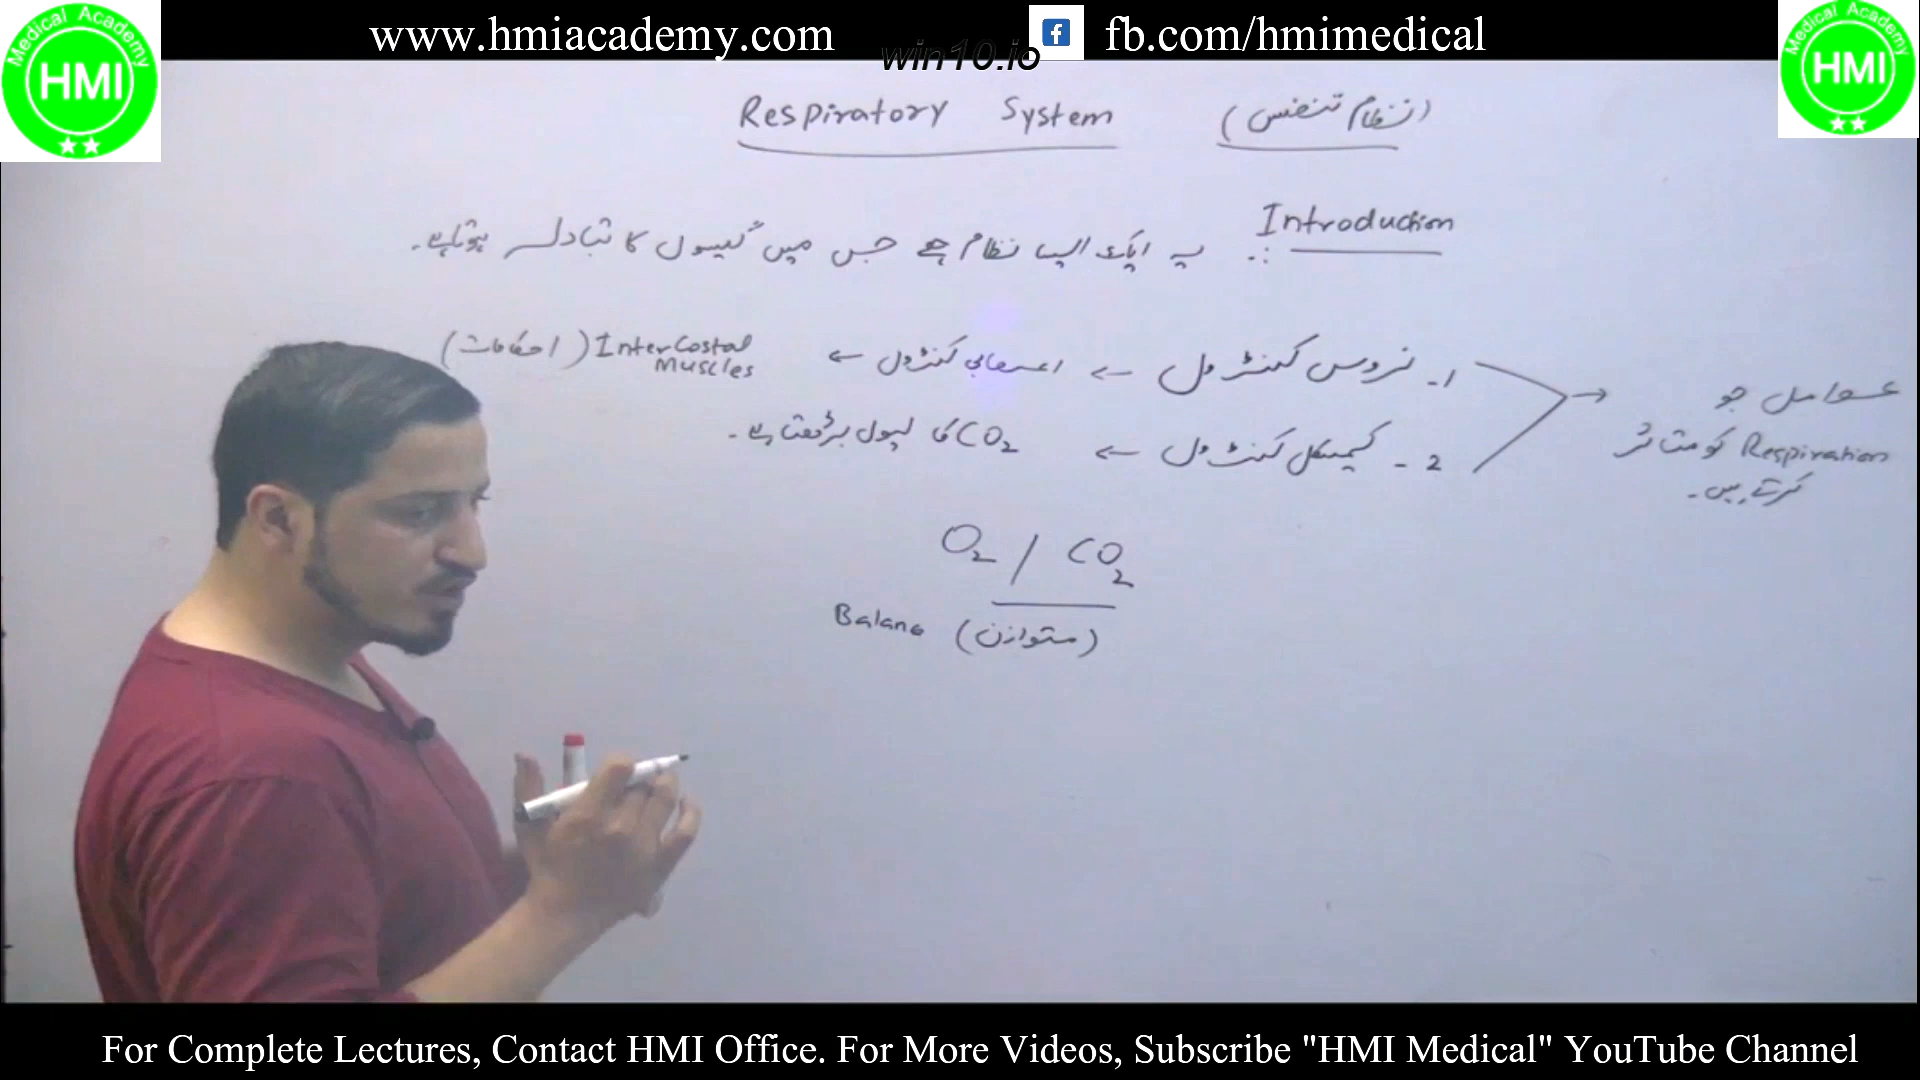 www.hmiacademy.com
fb.com/hmimedical
win10.io
Medical Academy
HMI
Medical Academy
HMI
Respiratory System (نظام تنفس)
Introduction
یہ ایک ایسا نظام ہے جس میں گیسوں کا تبادلہ ہوتا ہے۔
عوامل جو
Respiration کو متاثر
کرتے ہیں۔
1۔ نروس کنٹرول ← اعصابی کنٹرول ← InterCostal Muscles (احکامات)
2۔ کیمیکل کنٹرول ← CO2 کا لیول بڑھتا ہے۔
O2 / CO2
Balance (متوازن)
For Complete Lectures, Contact HMI Office. For More Videos, Subscribe "HMI Medical" YouTube Channel